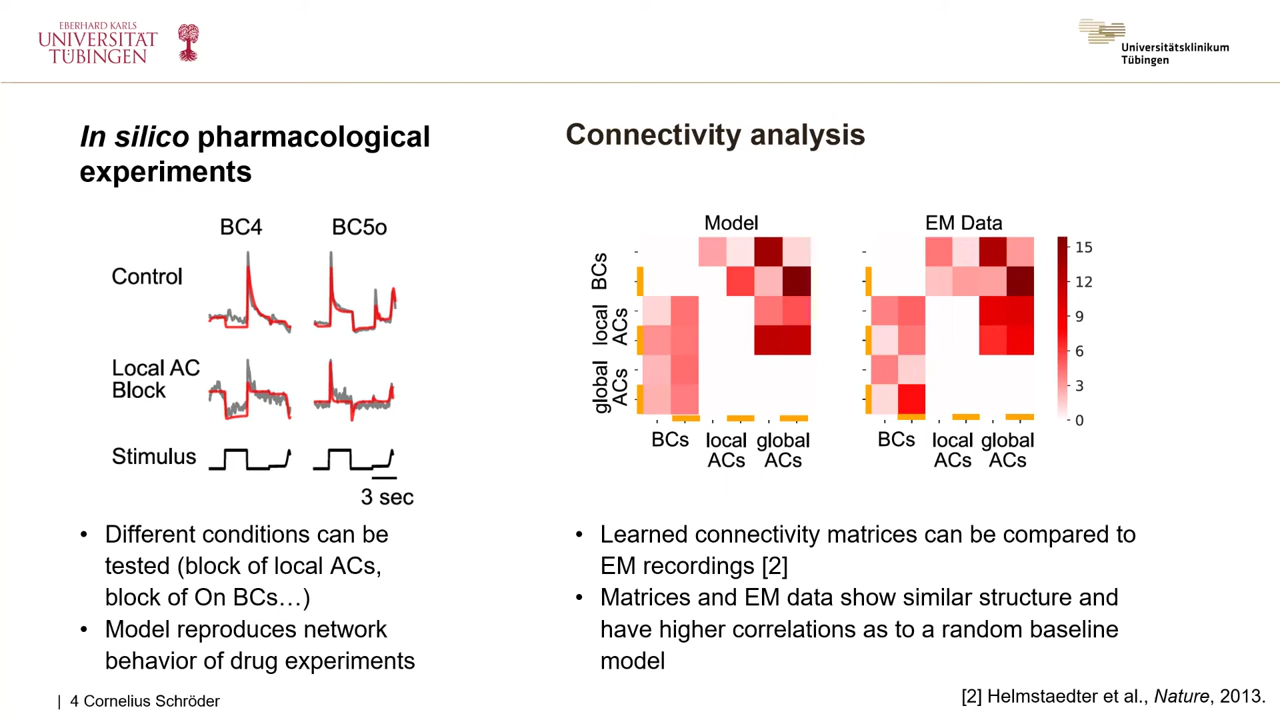 EBERHARD KARLS
UNIVERSITÄT
TÜBINGEN
Universitätsklinikum
Tübingen
In silico pharmacological
experiments
BC4 BC5o
Control
Local AC
Block
Stimulus
3 sec
• Different conditions can be
tested (block of local ACs,
block of On BCs…)
• Model reproduces network
behavior of drug experiments
Connectivity analysis
Model EM Data
BCs
local
ACs
global
ACs
BCs local global
ACs ACs
BCs local global
ACs ACs
15
12
9
6
3
0
• Learned connectivity matrices can be compared to
EM recordings [2]
• Matrices and EM data show similar structure and
have higher correlations as to a random baseline
model
| 4 Cornelius Schröder
[2] Helmstaedter et al., Nature, 2013.